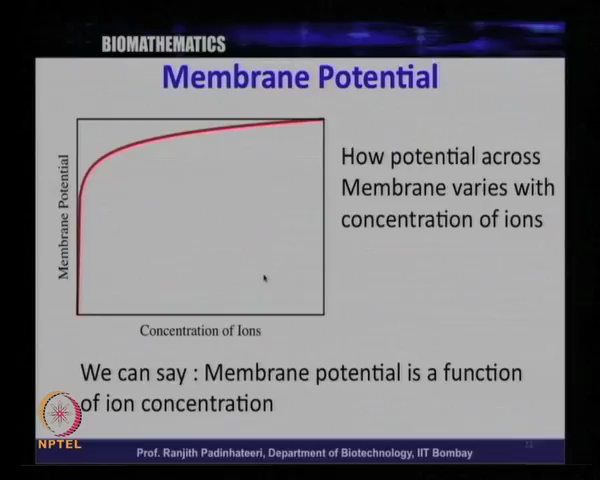 BIOMATHEMATICS
Membrane Potential
Membrane Potential
Concentration of Ions
How potential across
Membrane varies with
concentration of ions
We can say : Membrane potential is a function
of ion concentration
NPTEL
12
Prof. Ranjith Padinhateeri, Department of Biotechnology, IIT Bombay